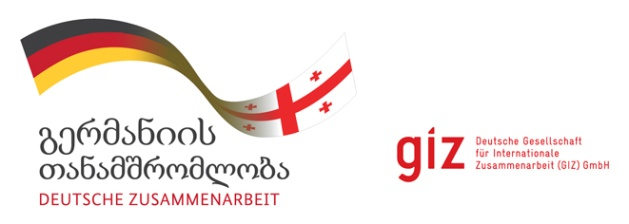 გერმანიის
თანამშრომლობა
DEUTSCHE ZUSAMMENARBEIT
giz
Deutsche Gesellschaft
für Internationale
Zusammenarbeit (GIZ) GmbH